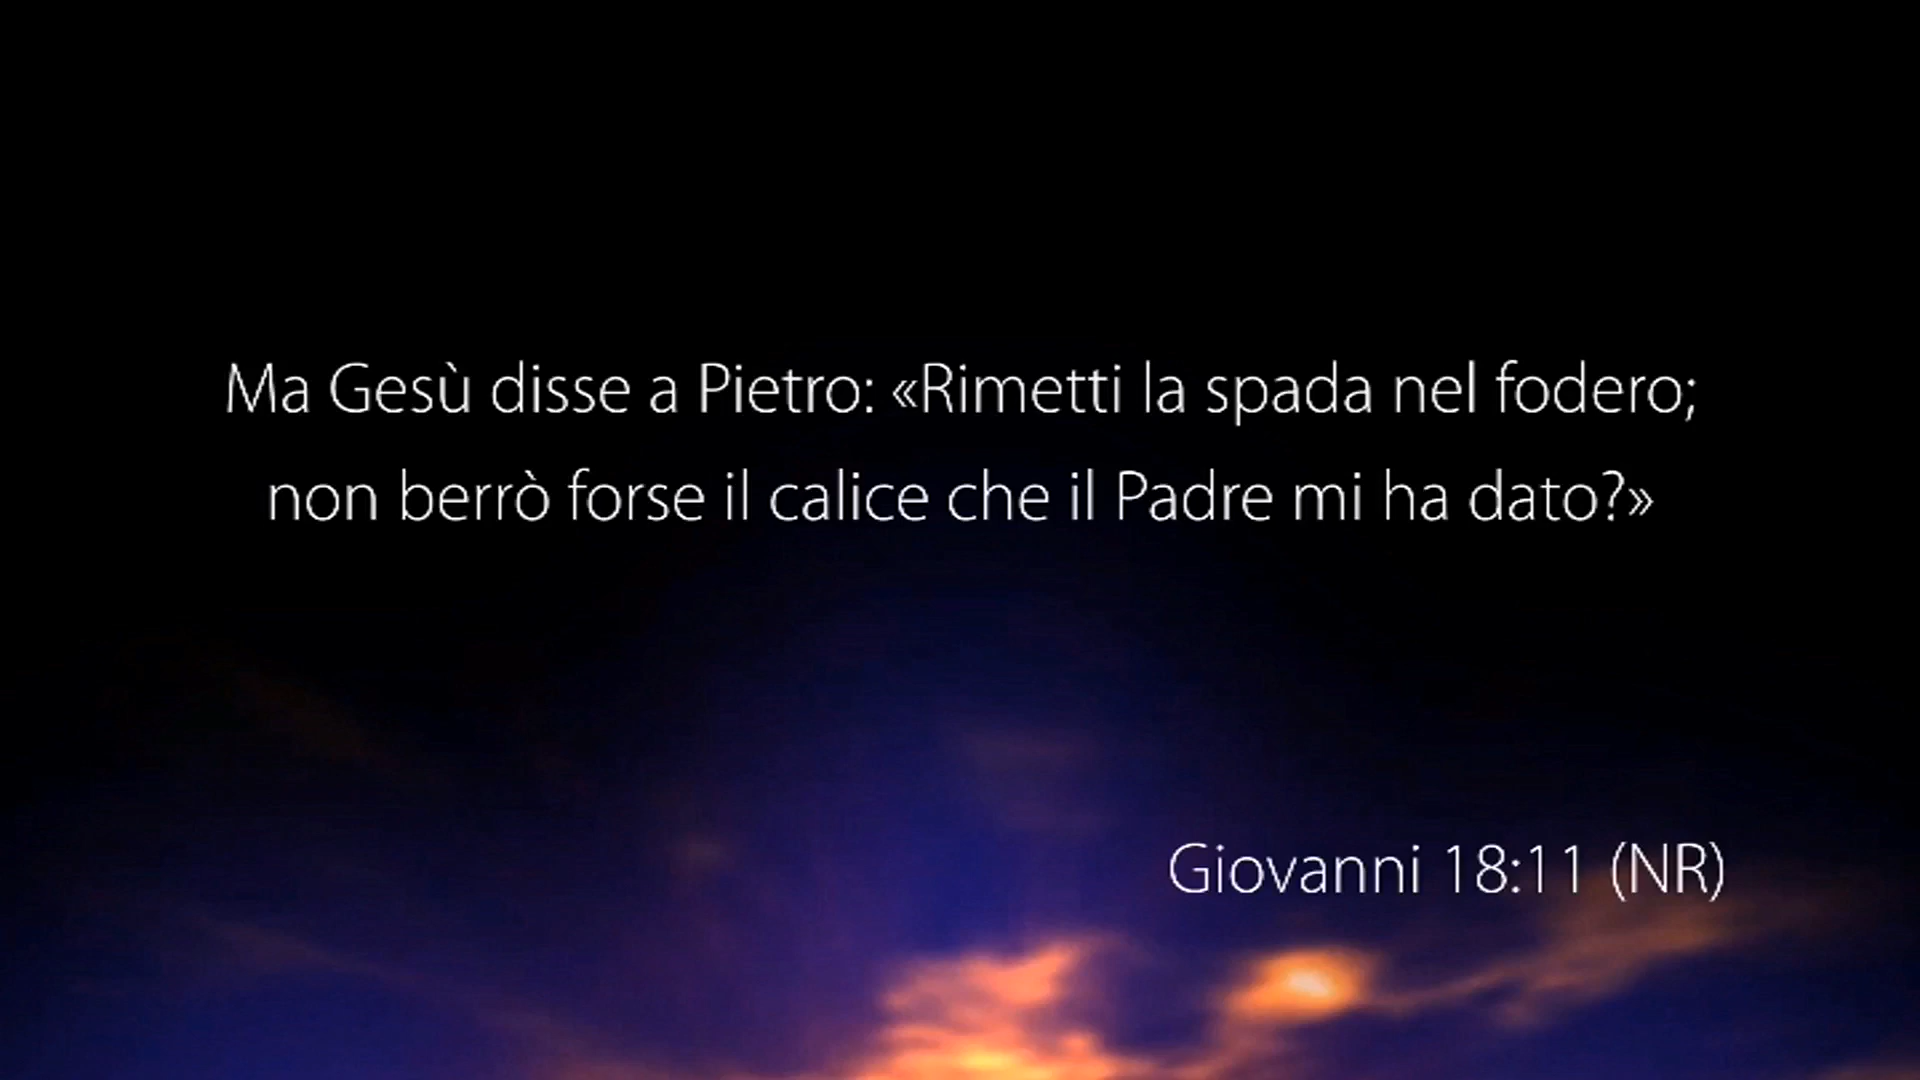 Ma Gesù disse a Pietro: «Rimetti la spada nel fodero;
non berrò forse il calice che il Padre mi ha dato?»
Giovanni 18:11 (NR)